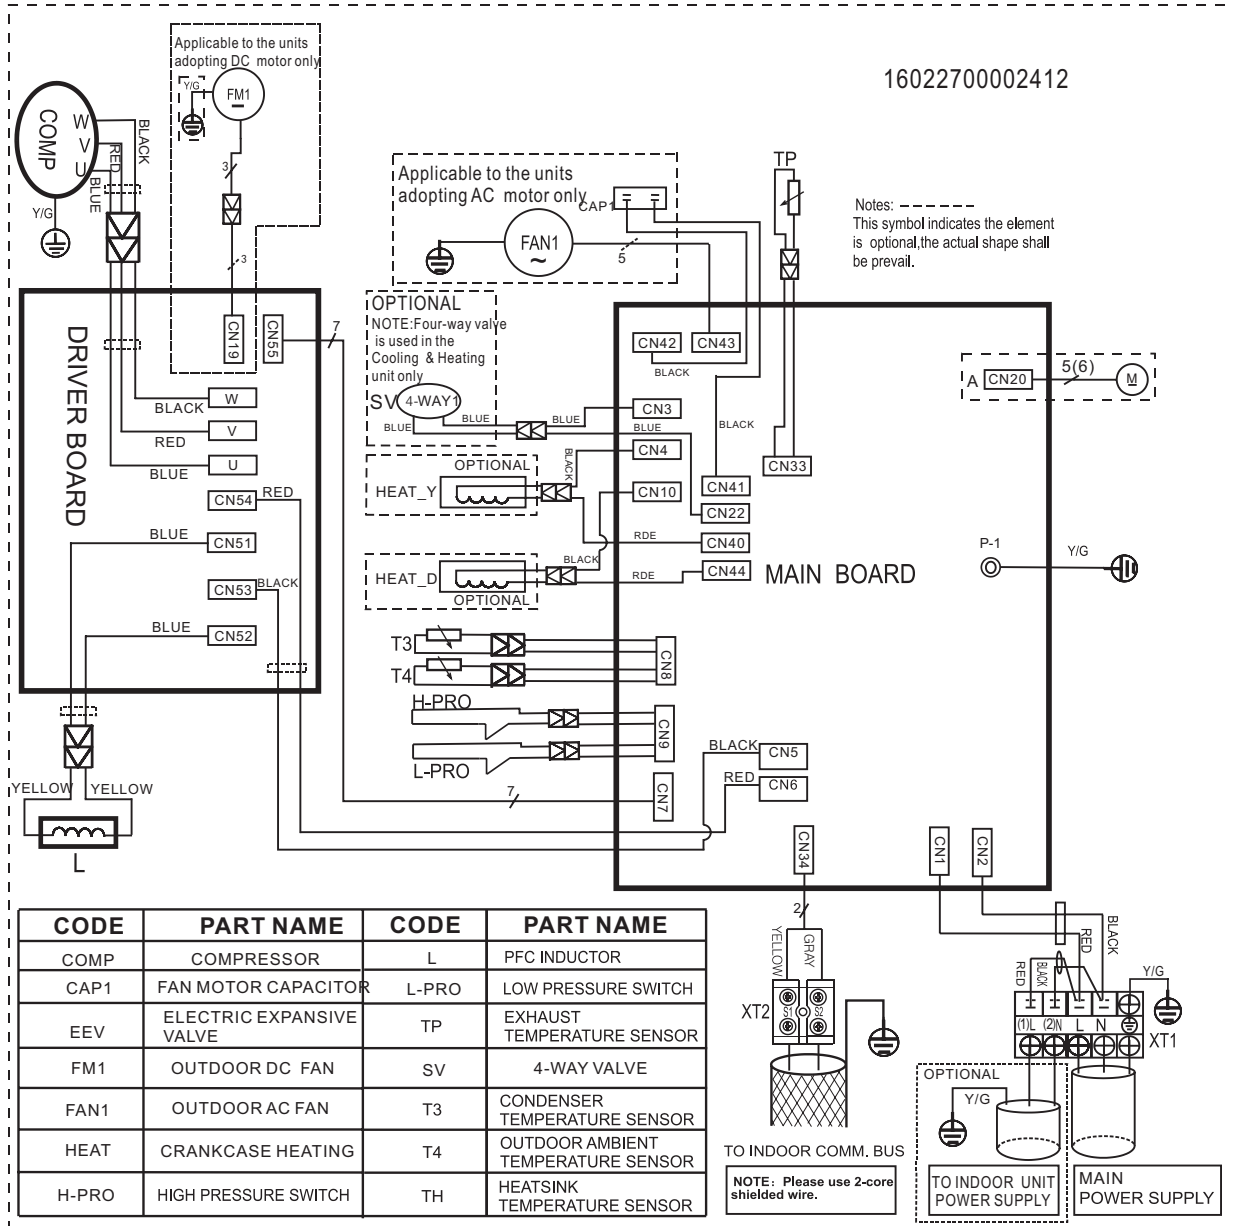 16022700002412
Applicable to the units
adopting DC motor only
Y/G
FM1
3
3
COMP
W
V
U
BLACK
RED
BLUE
Y/G
Applicable to the units
adopting AC motor only
CAP1
FAN1
~
5
TP
Notes: – – – – – – –
This symbol indicates the element
is optional,the actual shape shall
be prevail.
DRIVER BOARD
CN19
CN55
7
BLACK
W
RED
V
BLUE
U
CN54
RED
BLUE
CN51
CN53
BLACK
BLUE
CN52
YELLOW
YELLOW
L
OPTIONAL
NOTE:Four-way valve
is used in the
Cooling & Heating
unit only
SV
4-WAY1
BLUE
BLUE
BLUE
BLUE
OPTIONAL
HEAT_Y
BLACK
RDE
HEAT_D
OPTIONAL
BLACK
RDE
T3
T4
H-PRO
L-PRO
7
CN42
CN43
BLACK
CN3
CN4
CN10
BLACK
CN41
CN22
CN40
CN44
CN33
MAIN BOARD
A
CN20
5(6)
M
P-1
Y/G
CN8
CN9
CN7
BLACK
CN5
RED
CN6
CN34
CN1
CN2
2
YELLOW
GRAY
XT2
S1
S2
TO INDOOR COMM. BUS
NOTE: Please use 2-core
shielded wire.
RED
BLACK
RED
BLACK
Y/G
(1)L
(2)N
L
N
XT1
OPTIONAL
Y/G
TO INDOOR UNIT
POWER SUPPLY
MAIN
POWER SUPPLY
CODE PART NAME CODE PART NAME
COMP COMPRESSOR L PFC INDUCTOR
CAP1 FAN MOTOR CAPACITOR L-PRO LOW PRESSURE SWITCH
EEV ELECTRIC EXPANSIVE
VALVE
TP EXHAUST
TEMPERATURE SENSOR
FM1 OUTDOOR DC FAN SV 4-WAY VALVE
FAN1 OUTDOOR AC FAN T3 CONDENSER
TEMPERATURE SENSOR
HEAT CRANKCASE HEATING T4 OUTDOOR AMBIENT
TEMPERATURE SENSOR
H-PRO HIGH PRESSURE SWITCH TH HEATSINK
TEMPERATURE SENSOR